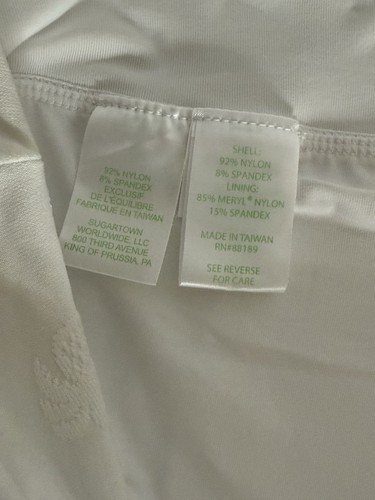 92% NYLON
8% SPANDEX
EXCLUSIF
DE L'EQUILIBRE
FABRIQUE EN TAIWAN
SUGARTOWN
WORLDWIDE, LLC
800 THIRD AVENUE
KING OF PRUSSIA, PA
SHELL:
92% NYLON
8% SPANDEX
LINING:
85% MERYL® NYLON
15% SPANDEX
MADE IN TAIWAN
RN#88189
SEE REVERSE
FOR CARE